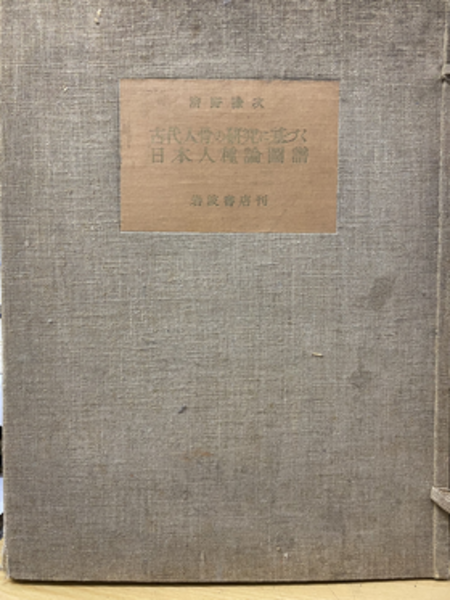 清野謙次
古代人骨の研究に基づく
日本人種論圖譜
岩波書店刊